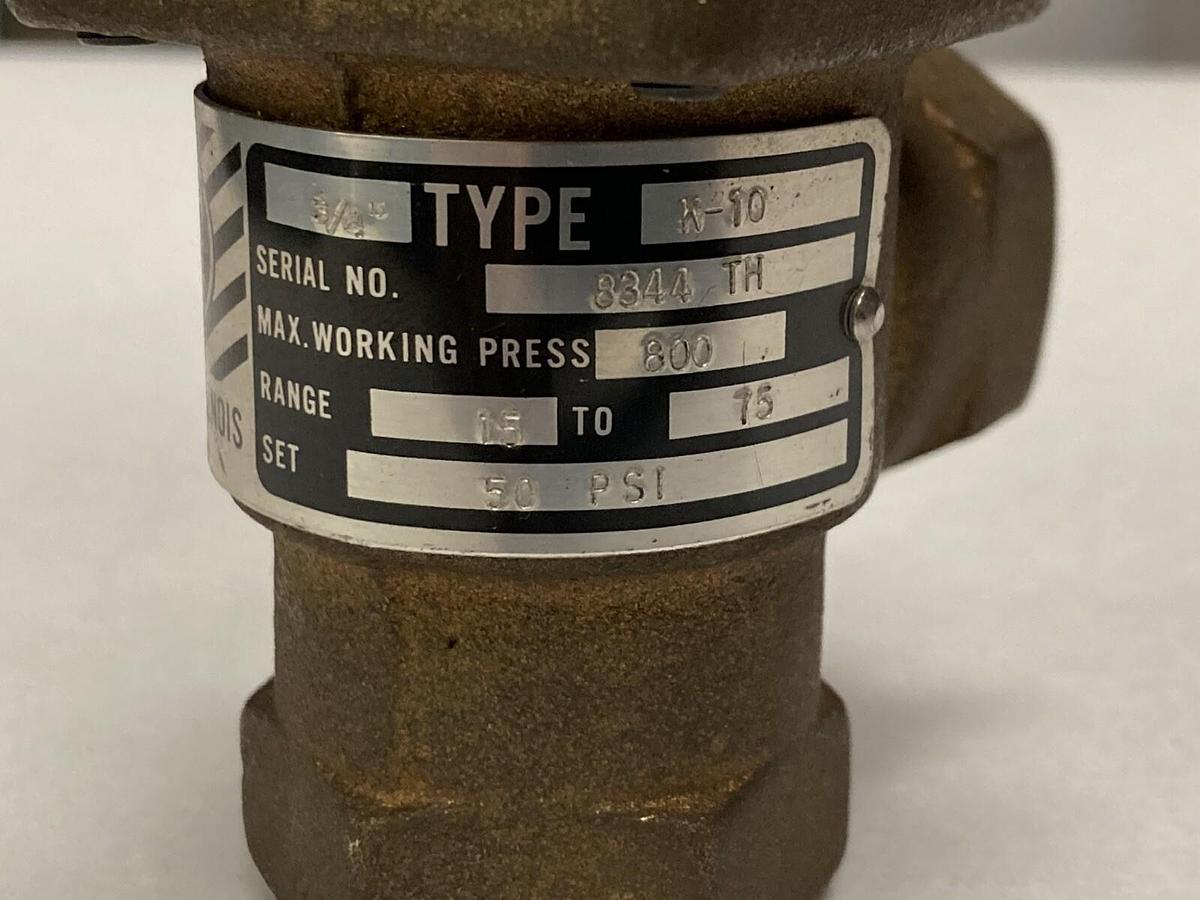 3/4" TYPE W-10
SERIAL NO. 8344 TH
MAX. WORKING PRESS 800
RANGE 15 TO 75
SET 50 PSI